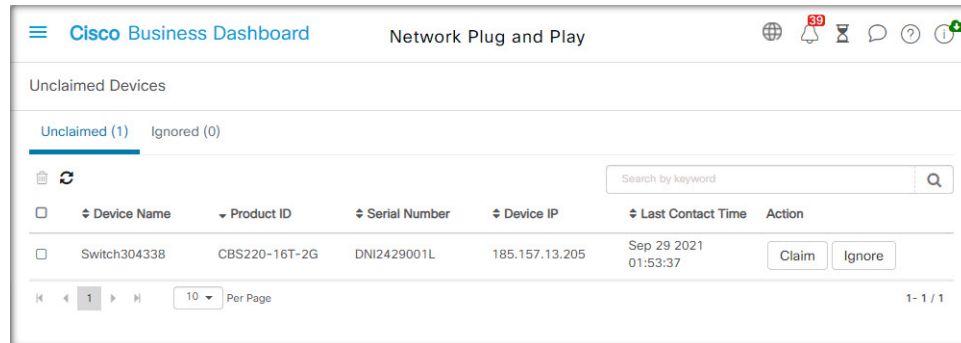 Cisco Business Dashboard Network Plug and Play 39
Unclaimed Devices
Unclaimed (1) Ignored (0)
Search by keyword
Device Name Product ID Serial Number Device IP Last Contact Time Action
Switch304338 CBS220-16T-2G DNI2429001L 185.157.13.205 Sep 29 2021 Claim Ignore
01:53:37
1 10 Per Page 1- 1 / 1